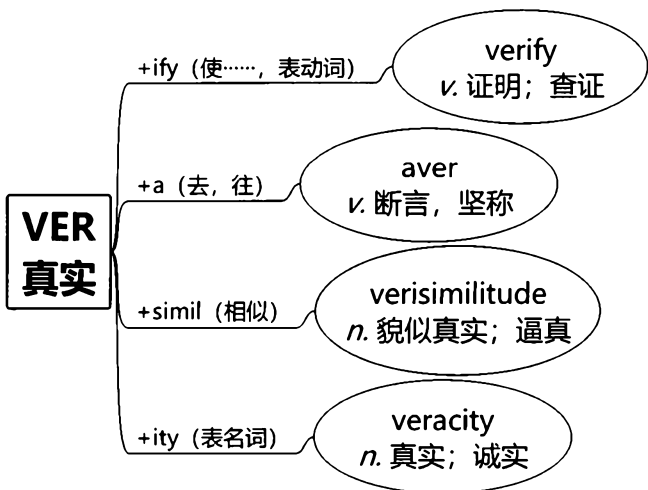 VER
真实
+ify（使……，表动词）
verify
v. 证明；查证
+a（去，往）
aver
v. 断言，坚称
+simil（相似）
verisimilitude
n. 貌似真实；逼真
+ity（表名词）
veracity
n. 真实；诚实